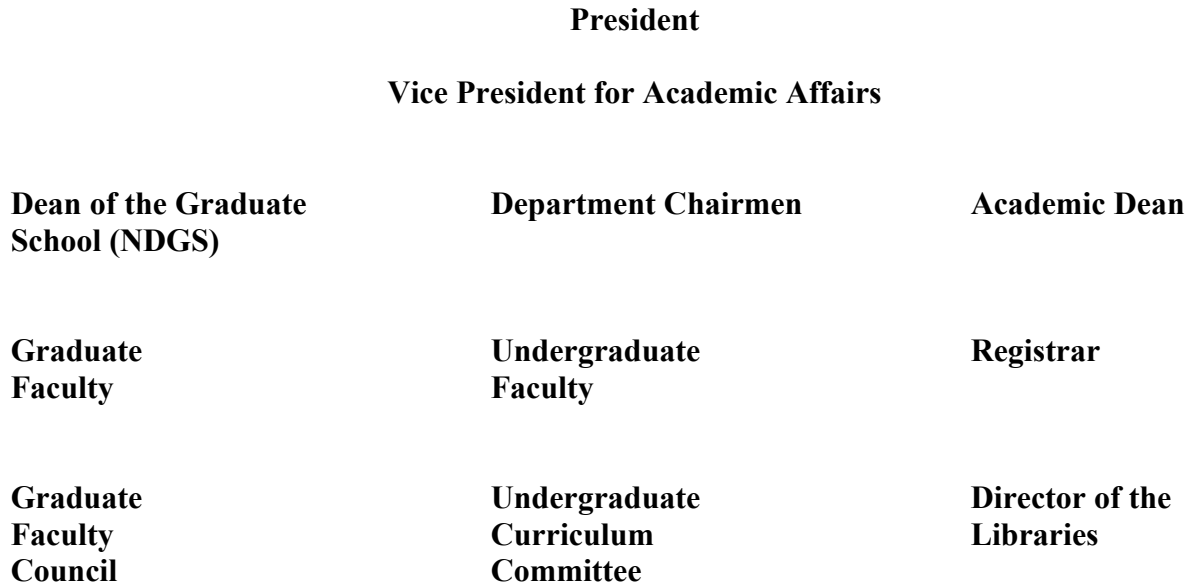 President
Vice President for Academic Affairs
Dean of the Graduate
School (NDGS)
Department Chairmen
Academic Dean
Graduate
Faculty
Undergraduate
Faculty
Registrar
Graduate
Faculty
Council
Undergraduate
Curriculum
Committee
Director of the
Libraries